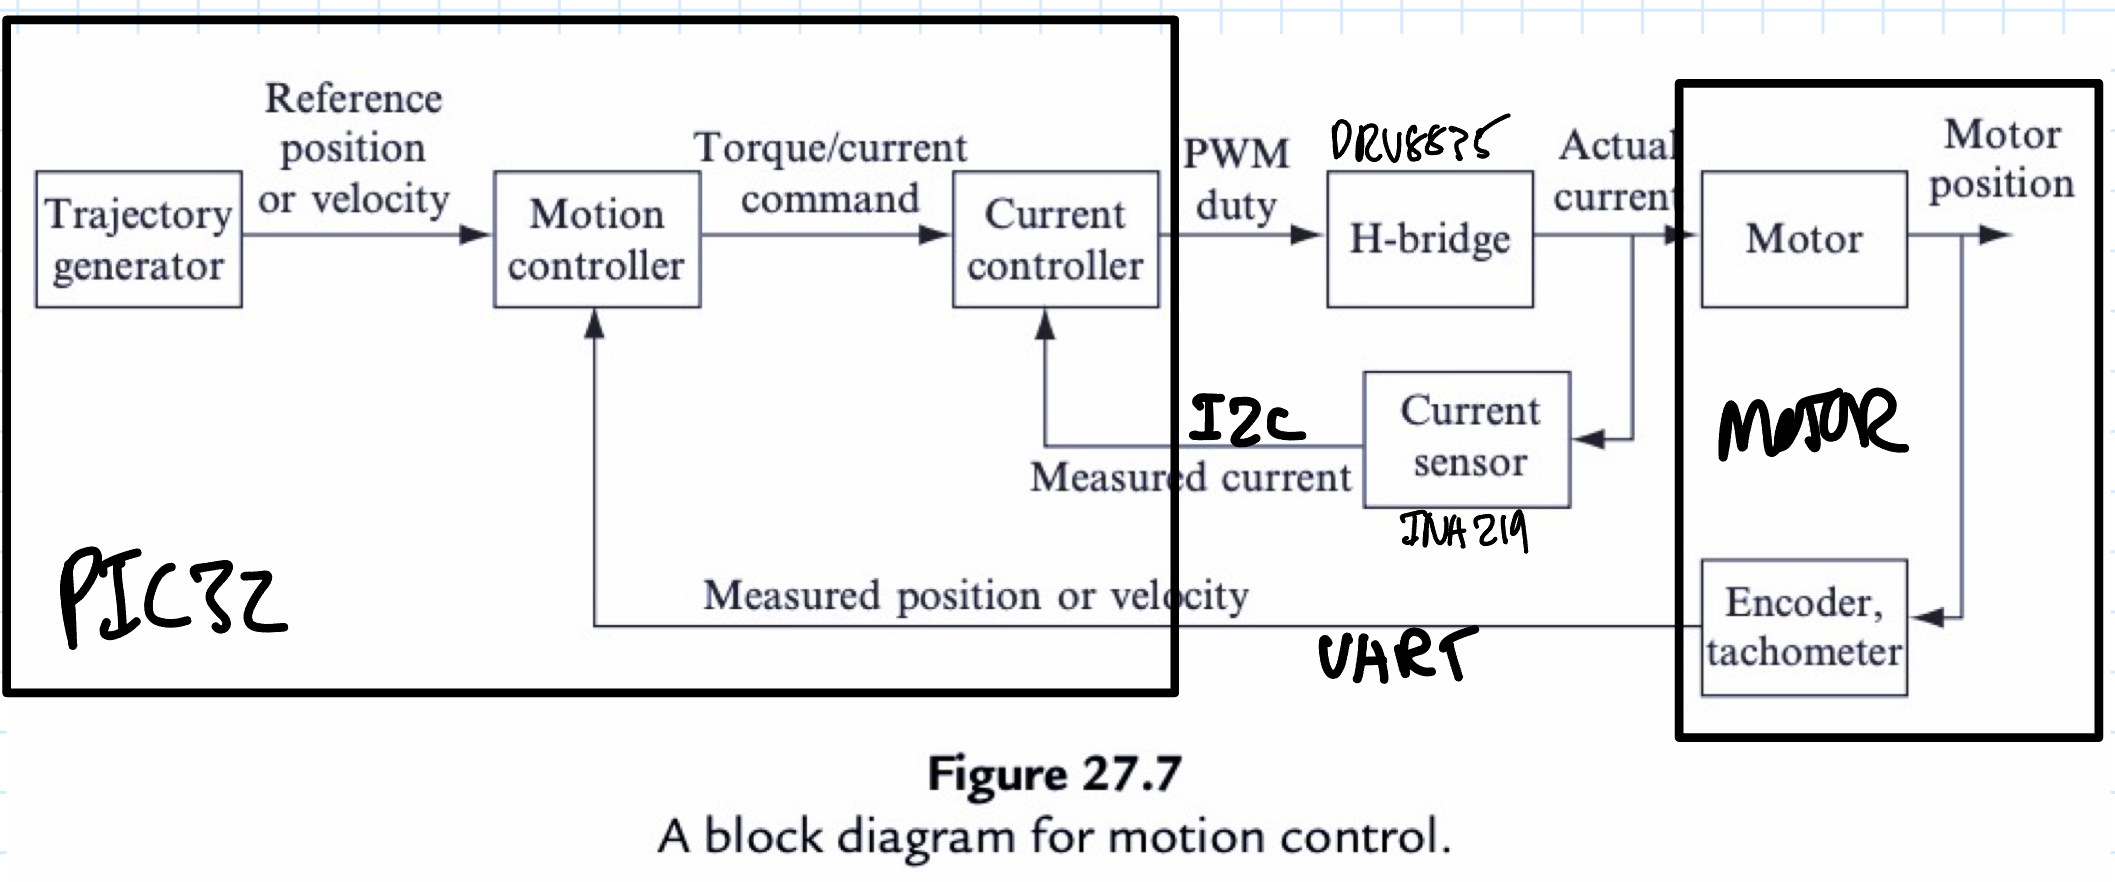 Reference
position
or velocity
Trajectory
generator
Motion
controller
Torque/current
command
Current
controller
PWM
duty
H-bridge
Actual
current
Motor
Motor
position
I2C
Measured current
Current
sensor
INA219
MOTOR
PIC32
Measured position or velocity
UART
Encoder,
tachometer
Figure 27.7
A block diagram for motion control.